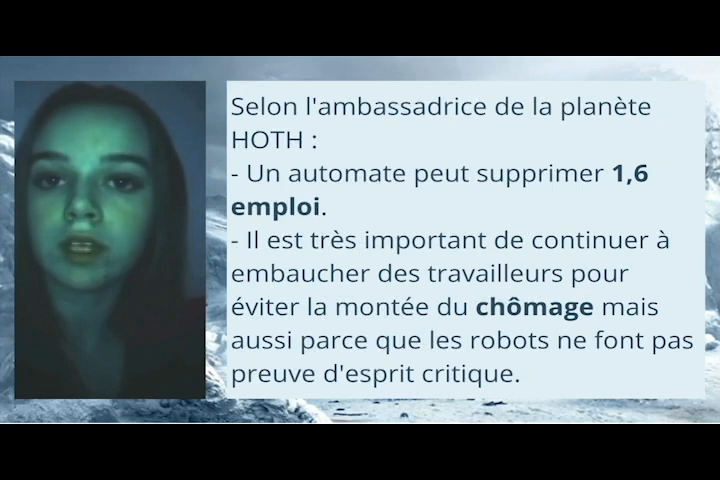 Selon l'ambassadrice de la planète
HOTH :
- Un automate peut supprimer 1,6
emploi.
- Il est très important de continuer à
embaucher des travailleurs pour
éviter la montée du chômage mais
aussi parce que les robots ne font pas
preuve d'esprit critique.